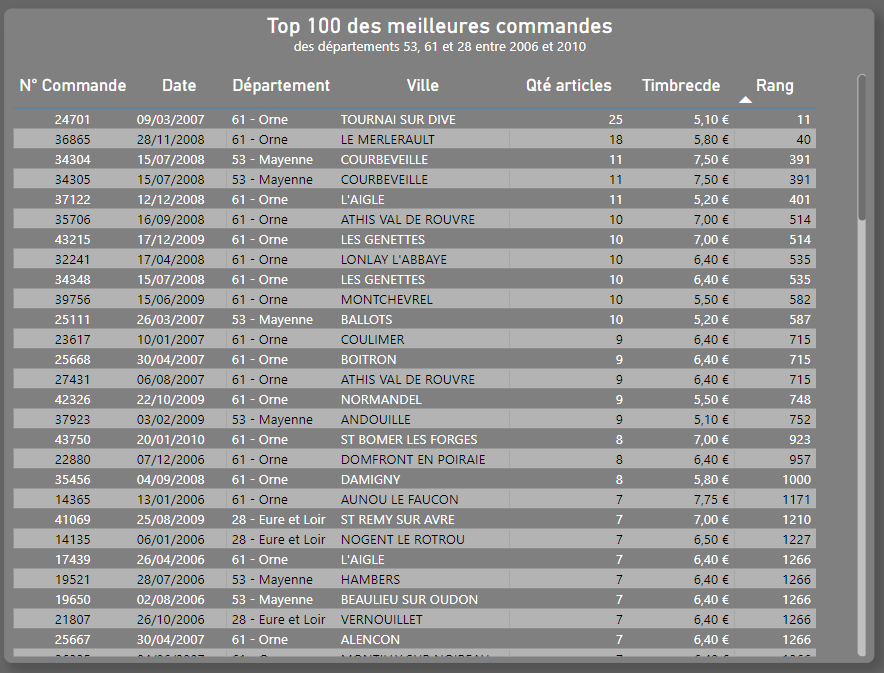 Top 100 des meilleures commandes
des départements 53, 61 et 28 entre 2006 et 2010
N° Commande Date Département Ville Qté articles Timbrecde Rang
24701 09/03/2007 61 - Orne TOURNAI SUR DIVE 25 5,10 € 11
36865 28/11/2008 61 - Orne LE MERLERAULT 18 5,80 € 40
34304 15/07/2008 53 - Mayenne COURBEVEILLE 11 7,50 € 391
34305 15/07/2008 53 - Mayenne COURBEVEILLE 11 7,50 € 391
37122 12/12/2008 61 - Orne L'AIGLE 11 5,20 € 401
35706 16/09/2008 61 - Orne ATHIS VAL DE ROUVRE 10 7,00 € 514
43215 17/12/2009 61 - Orne LES GENETTES 10 7,00 € 514
32241 17/04/2008 61 - Orne LONLAY L'ABBAYE 10 6,40 € 535
34348 15/07/2008 61 - Orne LES GENETTES 10 6,40 € 535
39756 15/06/2009 61 - Orne MONTCHEVREL 10 5,50 € 582
25111 26/03/2007 53 - Mayenne BALLOTS 10 5,20 € 587
23617 10/01/2007 61 - Orne COULIMER 9 6,40 € 715
25668 30/04/2007 61 - Orne BOITRON 9 6,40 € 715
27431 06/08/2007 61 - Orne ATHIS VAL DE ROUVRE 9 6,40 € 715
42326 22/10/2009 61 - Orne NORMANDEL 9 5,50 € 748
37923 03/02/2009 53 - Mayenne ANDOUILLE 9 5,10 € 752
43750 20/01/2010 61 - Orne ST BOMER LES FORGES 8 7,00 € 923
22880 07/12/2006 61 - Orne DOMFRONT EN POIRAIE 8 6,40 € 957
35456 04/09/2008 61 - Orne DAMIGNY 8 5,80 € 1000
14365 13/01/2006 61 - Orne AUNOU LE FAUCON 7 7,75 € 1171
41069 25/08/2009 28 - Eure et Loir ST REMY SUR AVRE 7 7,00 € 1210
14135 06/01/2006 28 - Eure et Loir NOGENT LE ROTROU 7 6,50 € 1227
17439 26/04/2006 61 - Orne L'AIGLE 7 6,40 € 1266
19521 28/07/2006 53 - Mayenne HAMBERS 7 6,40 € 1266
19650 02/08/2006 53 - Mayenne BEAULIEU SUR OUDON 7 6,40 € 1266
21807 26/10/2006 28 - Eure et Loir VERNOUILLET 7 6,40 € 1266
25667 30/04/2007 61 - Orne ALENCON 7 6,40 € 1266